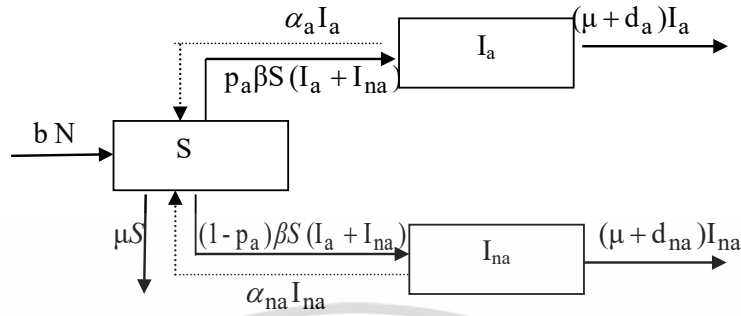 α_a I_a
I_a
(μ + d_a)I_a
p_a βS (I_a + I_na)
b N
S
μS
(1 - p_a)βS (I_a + I_na)
I_na
(μ + d_na)I_na
α_na I_na